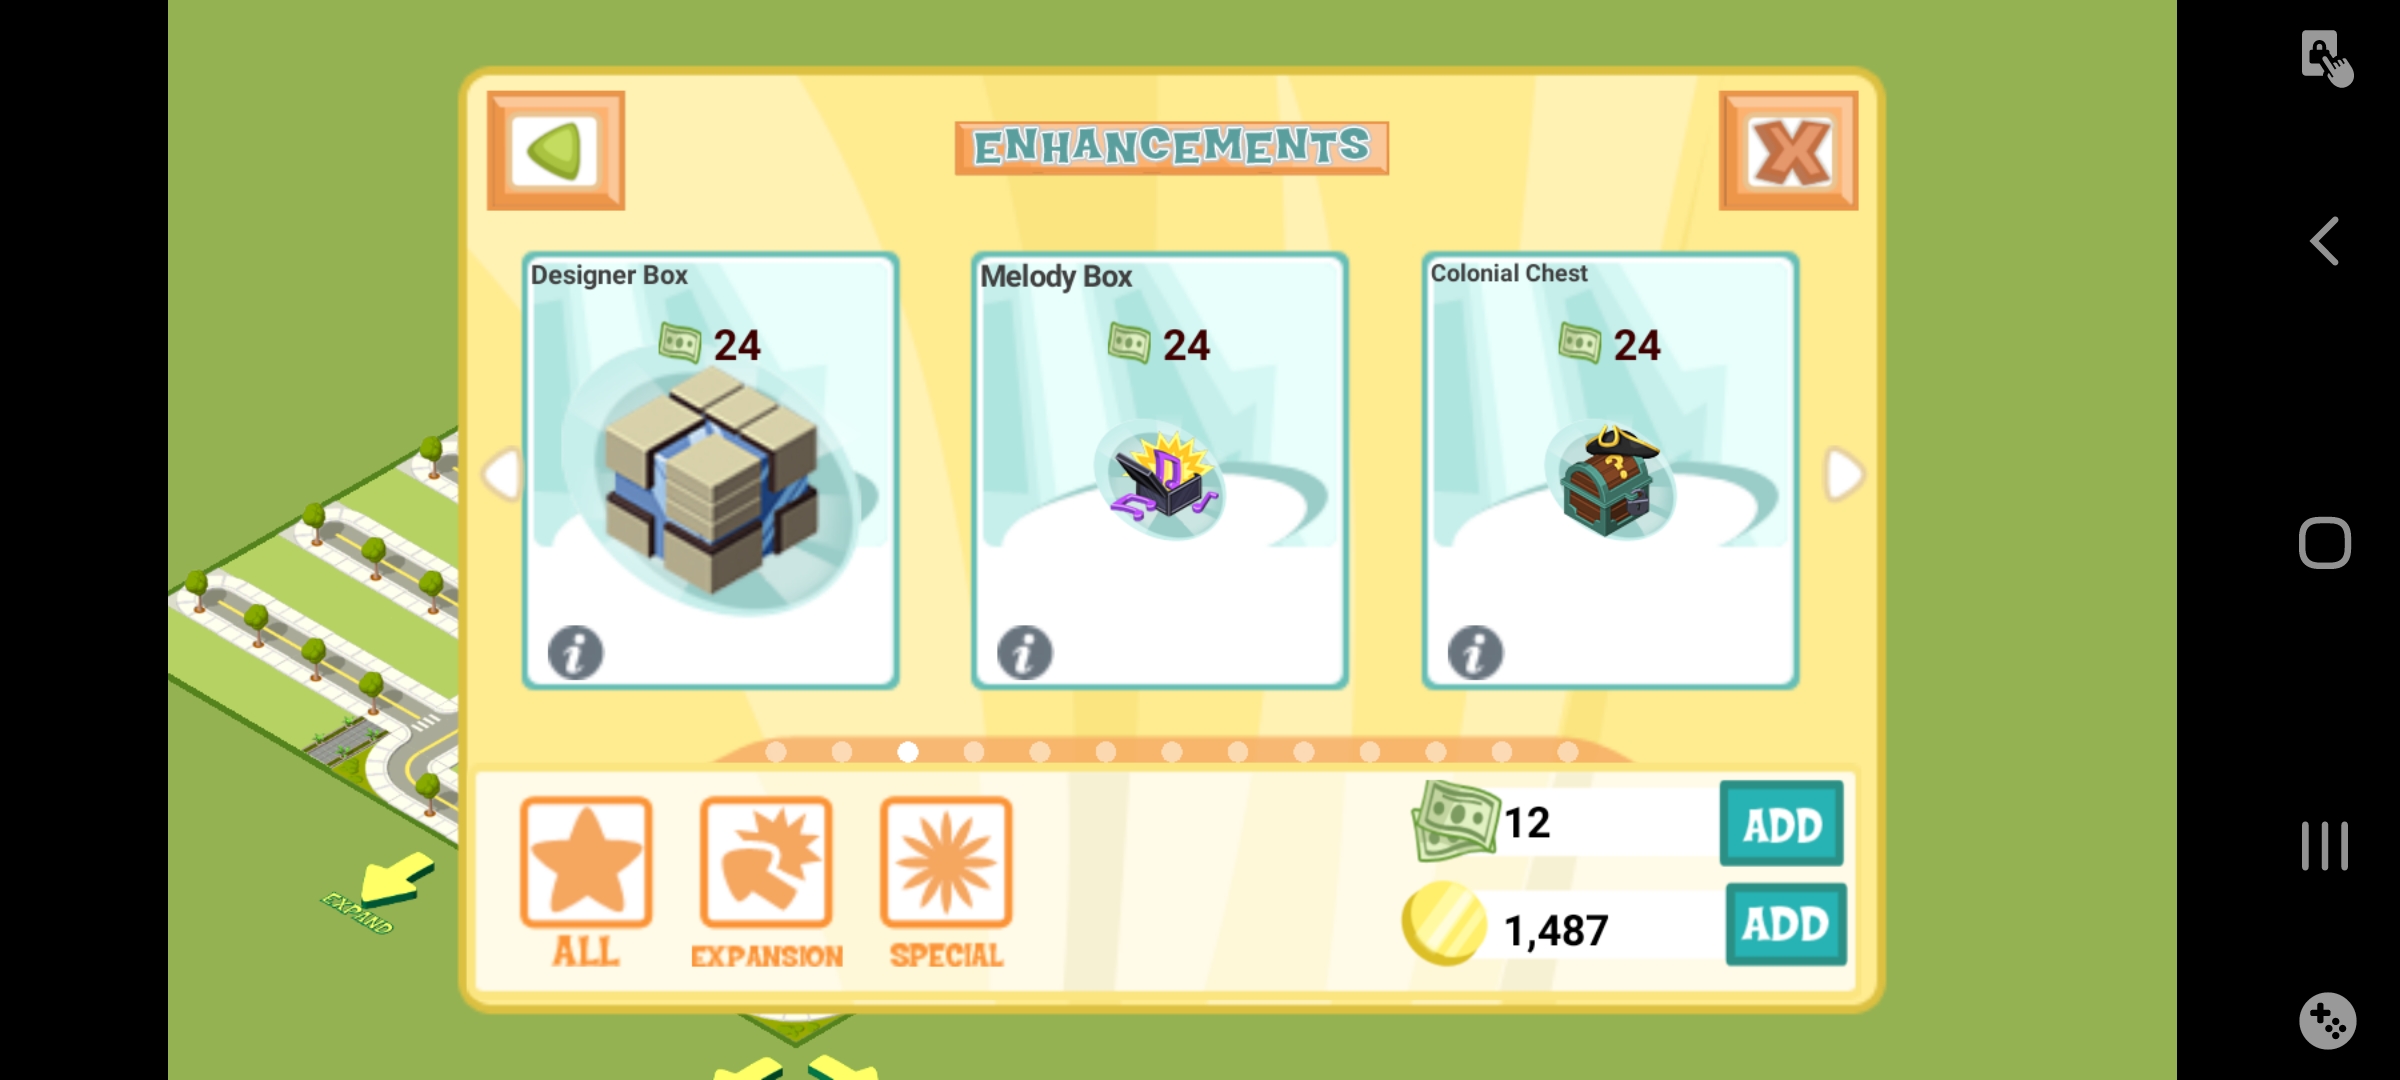 ENHANCEMENTS
Designer Box
24
Melody Box
24
Colonial Chest
24
EXPAND
ALL
EXPANSION
SPECIAL
12
ADD
1,487
ADD